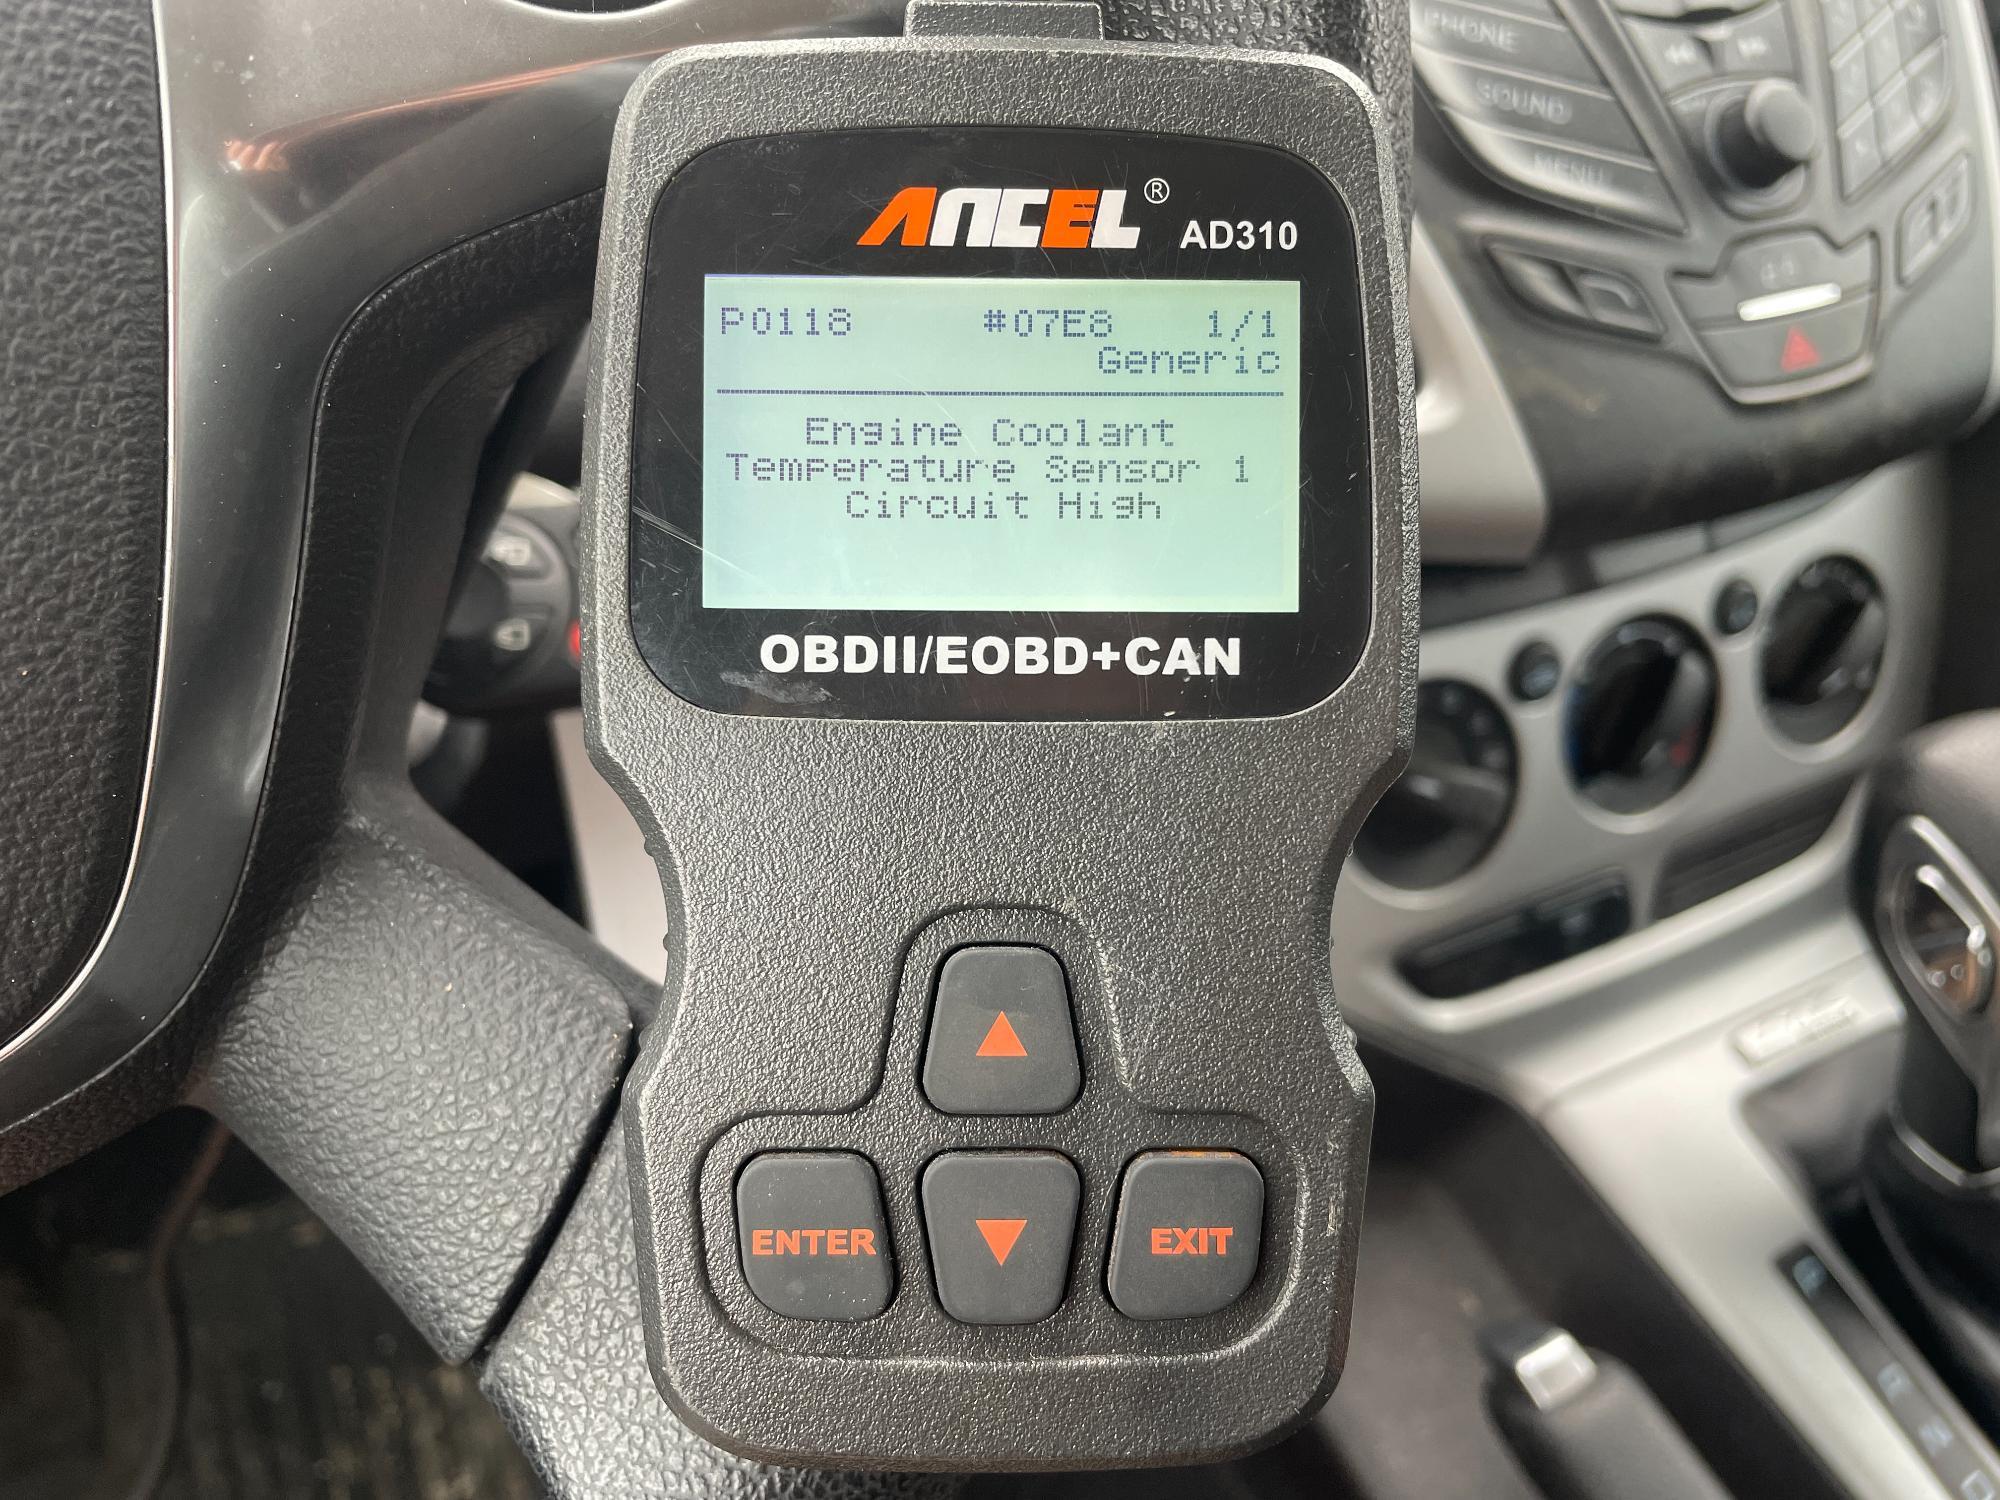 PHONE
SOUND
MENU
ANCEL® AD310
P0118 #07E8 1/1
Generic
Engine Coolant
Temperature Sensor 1
Circuit High
OBDII/EOBD+CAN
▲
ENTER ▼ EXIT